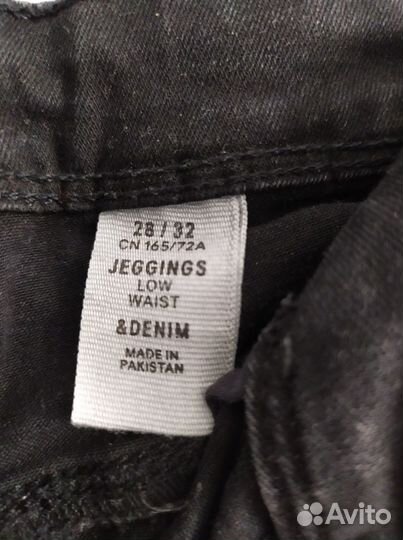 28 / 32
CN 165/72A
JEGGINGS
LOW
WAIST
&DENIM
MADE IN
PAKISTAN
Avito